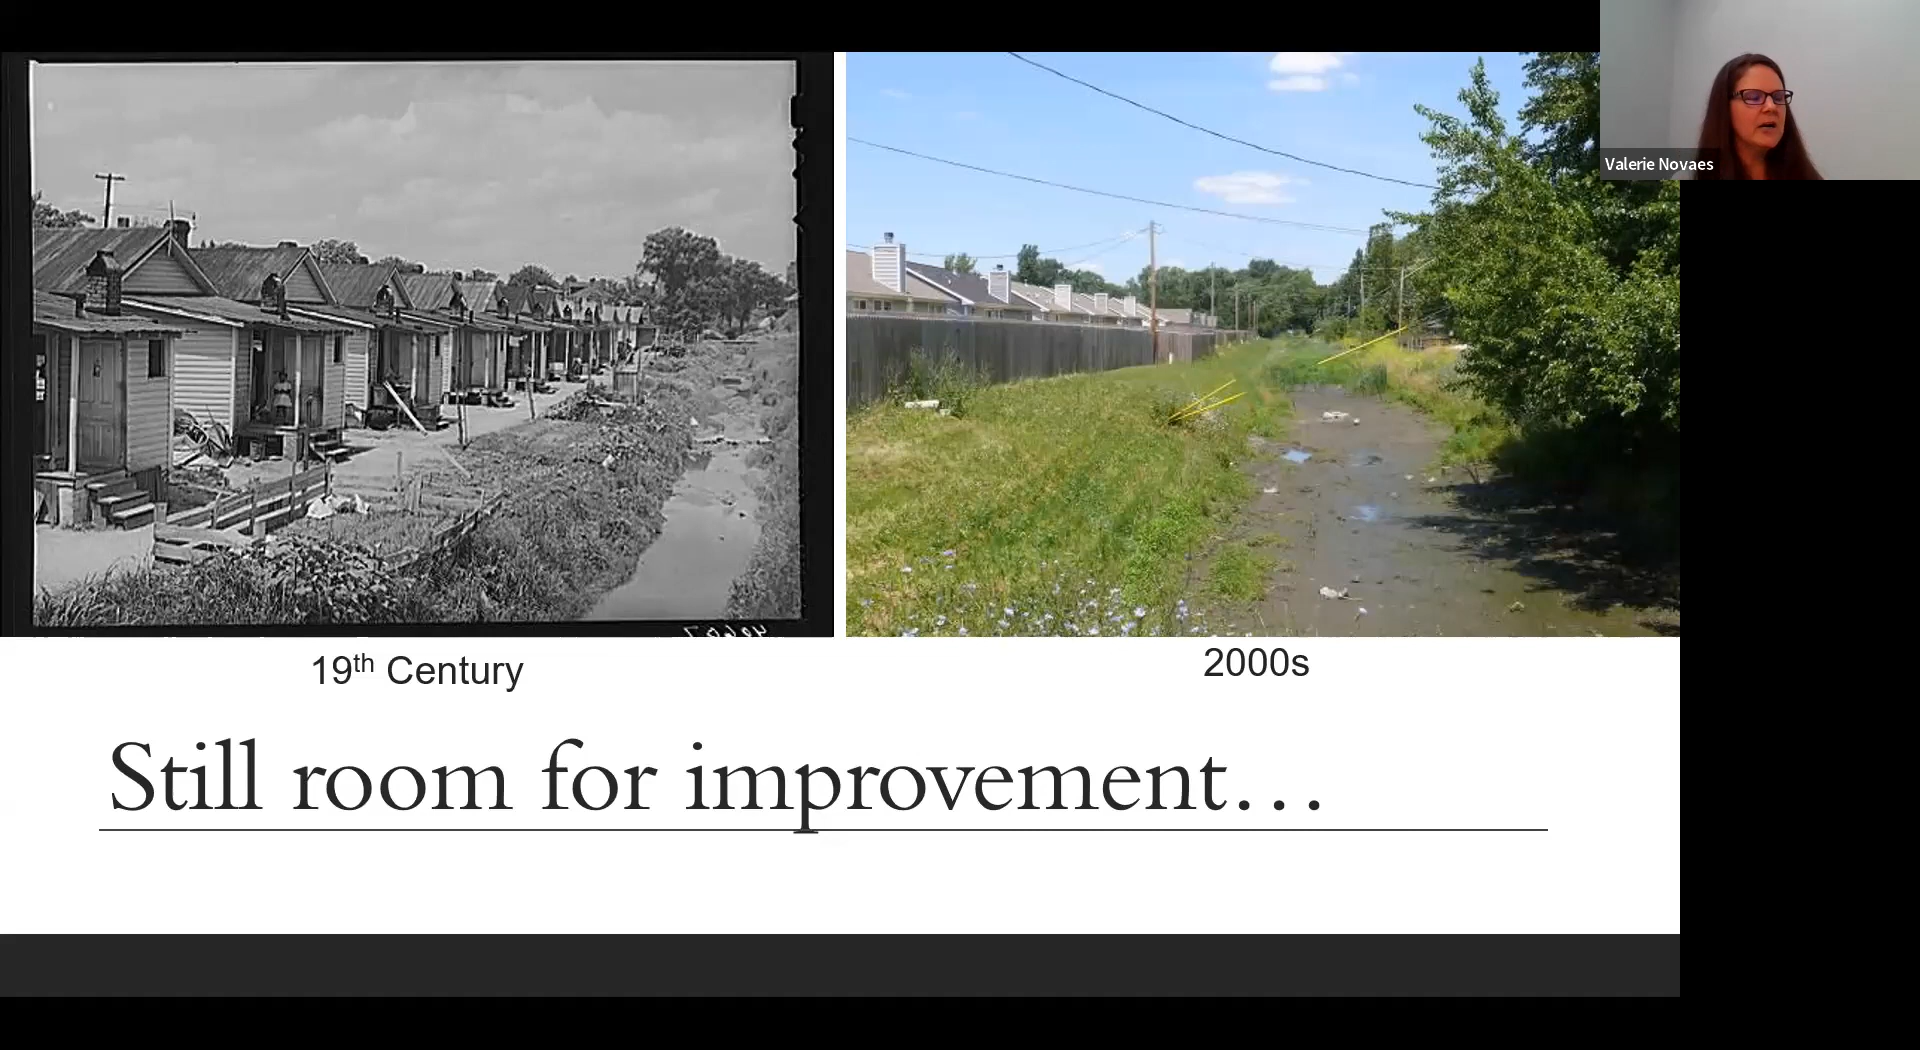 Valerie Novaes
19th Century
2000s
Still room for improvement…